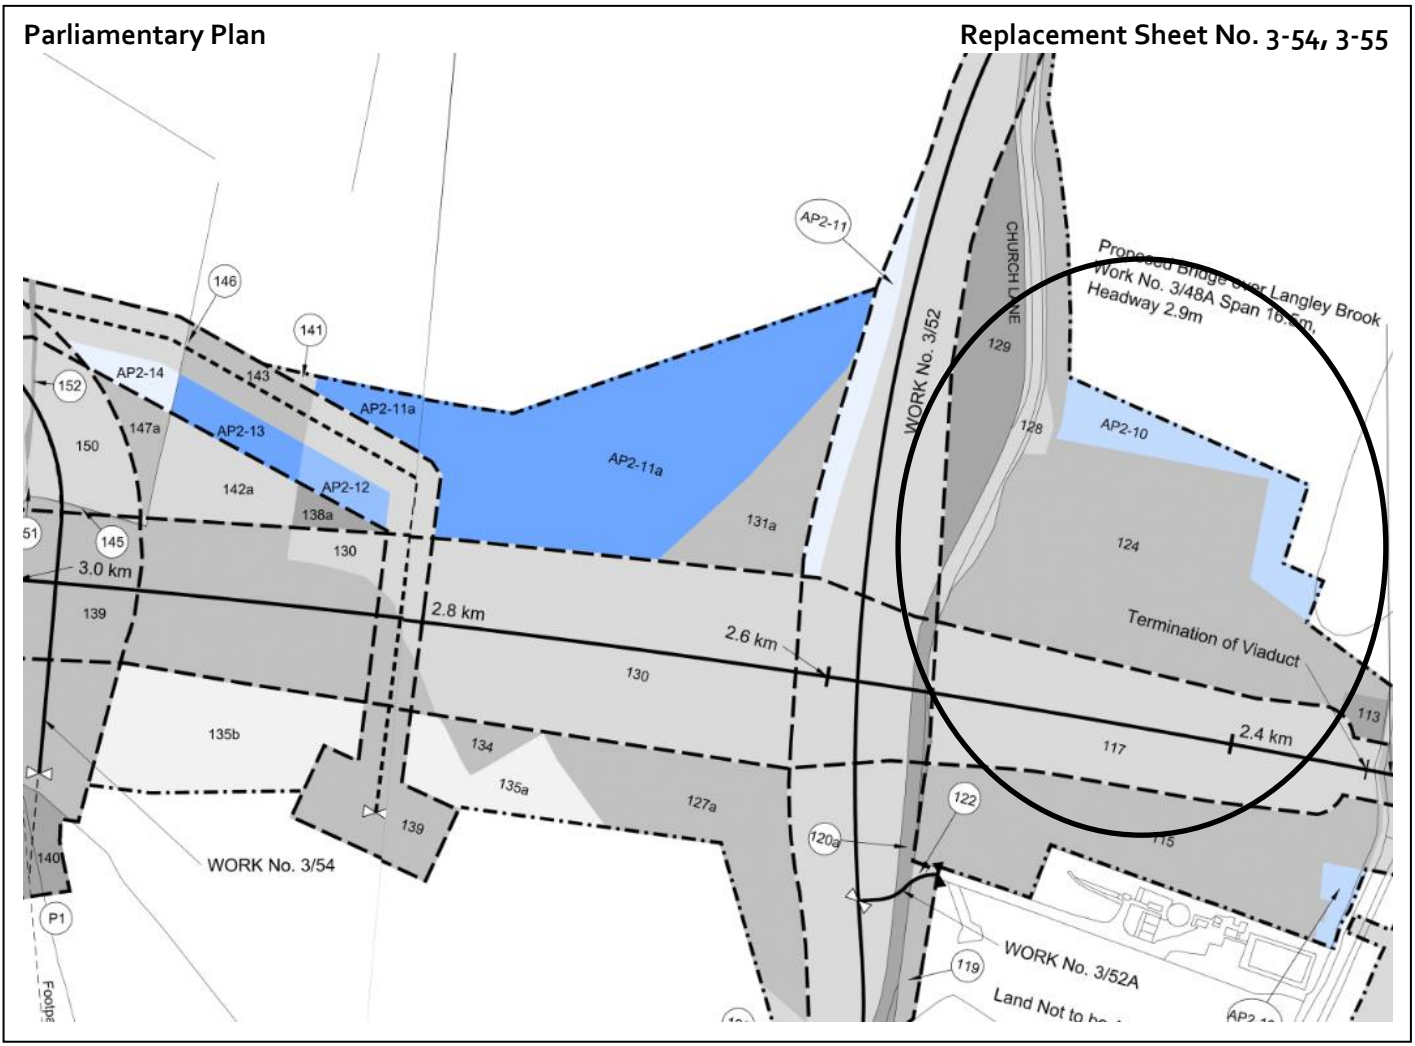 Parliamentary Plan
Replacement Sheet No. 3-54, 3-55
AP2-11
CHURCH LANE
Proposed Bridge over Langley Brook
Work No. 3/48A Span 16.5m,
Headway 2.9m
146
141
WORK No. 3/52
129
152
AP2-14
143
AP2-11a
AP2-10
150
147a
AP2-13
128
AP2-11a
142a
AP2-12
138a
131a
124
51
145
130
3.0 km
139
2.8 km
2.6 km
Termination of Viaduct
130
113
135b
134
117
2.4 km
135a
127a
122
139
120a
115
140
WORK No. 3/54
P1
119
WORK No. 3/52A
Land Not to be